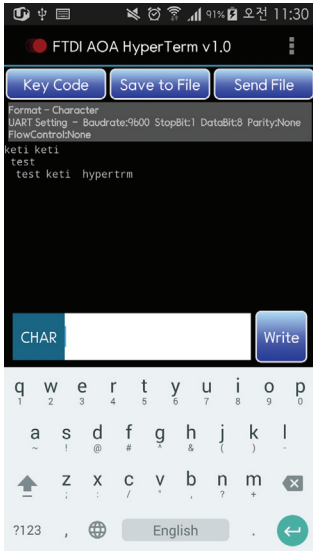 91% 오전 11:30
FTDI AOA HyperTerm v1.0
Key Code Save to File Send File
Format - Character
UART Setting - Baudrate:9600 StopBit:1 DataBit:8 Parity:None
FlowControl:None
keti keti
test
test keti hypertrm
CHAR Write
q w e r t y u i o p
1 2 3 4 5 6 7 8 9 0
a s d f g h j k l
~ ! @ # ^ & ( ) -
z x c v b n m
; : / " , ? +
?123 , English .